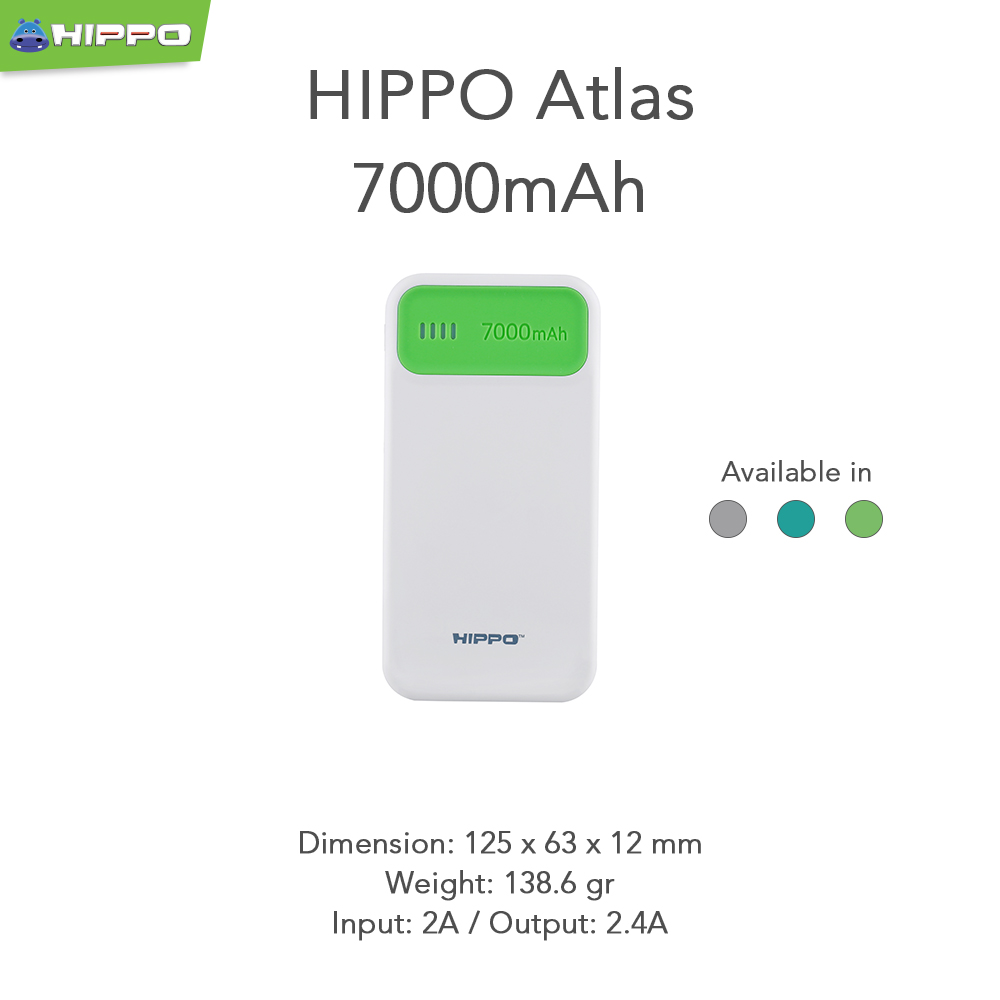 HIPPO
HIPPO Atlas
7000mAh
7000mAh
Available in
HIPPO™
Dimension: 125 x 63 x 12 mm
Weight: 138.6 gr
Input: 2A / Output: 2.4A